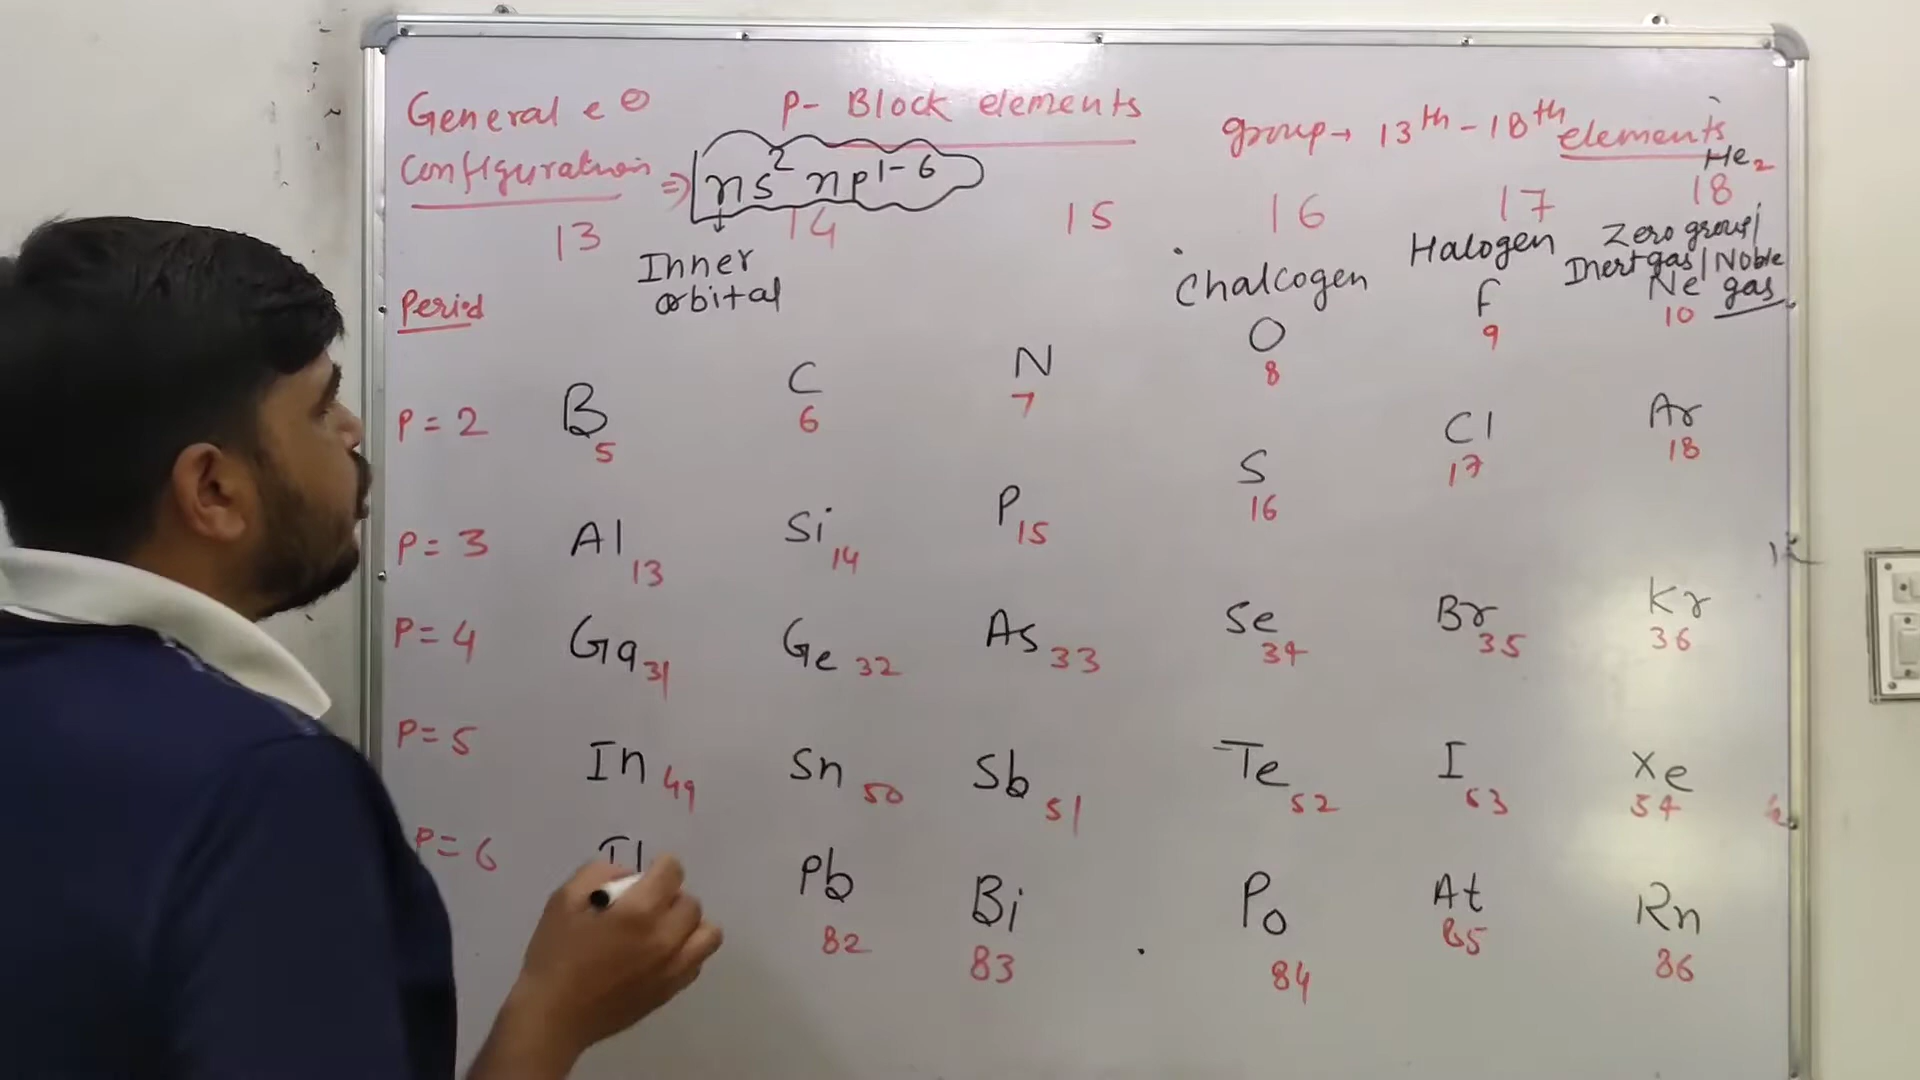 General e ⊖ P- Block elements group→ 13th - 18th elements
Configuration ⇒ ns² np1-6 He2
13 14 15 16 17 18
Inner orbital
Chalcogen Halogen Zero group/
Inert gas/Noble gas
Period
P = 2 B 5 C 6 N 7 O 8 F 9 Ne 10
P = 3 Al 13 Si 14 P 15 S 16 Cl 17 Ar 18
P = 4 Ga 31 Ge 32 As 33 Se 34 Br 35 Kr 36
P = 5 In 49 Sn 50 Sb 51 Te 52 I 53 Xe 54
P = 6 Pb 82 Bi 83 Po 84 At 85 Rn 86